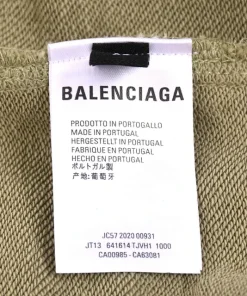 BALENCIAGA
PRODOTTO IN PORTOGALLO
MADE IN PORTUGAL
HERGESTELLT IN PORTUGAL
FABRIQUE EN PORTUGAL
HECHO EN PORTUGAL
ポルトガル製
产地: 葡萄牙
JC57 2020 00931
JT13 641614 TJVH1 1000
CA00985 - CA63081